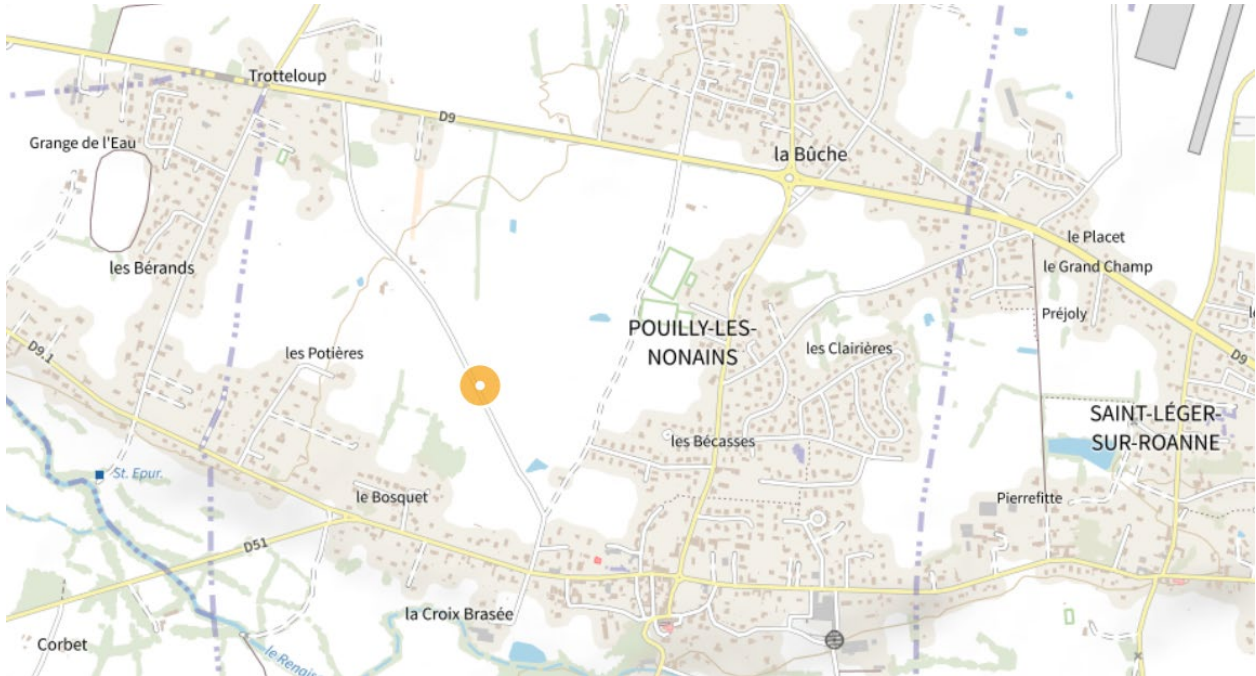 Trotteloup
D9
Grange de l'Eau
la Bûche
le Placet
les Bérands
le Grand Champ
Préjoly
POUILLY-LES-
NONAINS
D9.1
les Potières
les Clairières
D9
SAINT-LÉGER-
SUR-ROANNE
les Bécasses
St. Epur.
le Bosquet
Pierrefitte
D51
la Croix Brasée
Corbet